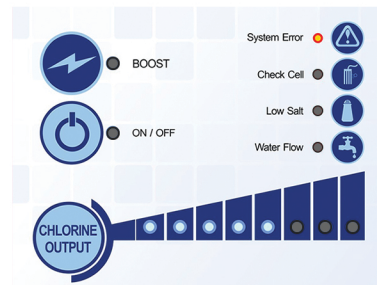 System Error
BOOST
Check Cell
Low Salt
ON / OFF
Water Flow
CHLORINE
OUTPUT